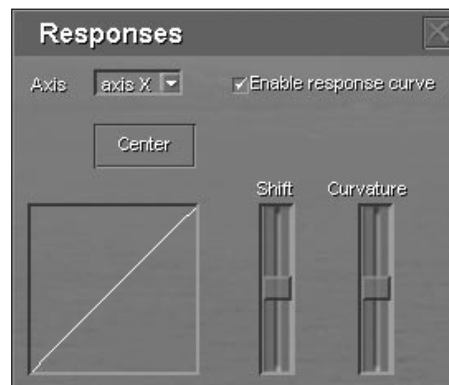 Responses
Axis axis X Enable response curve
Center
Shift Curvature